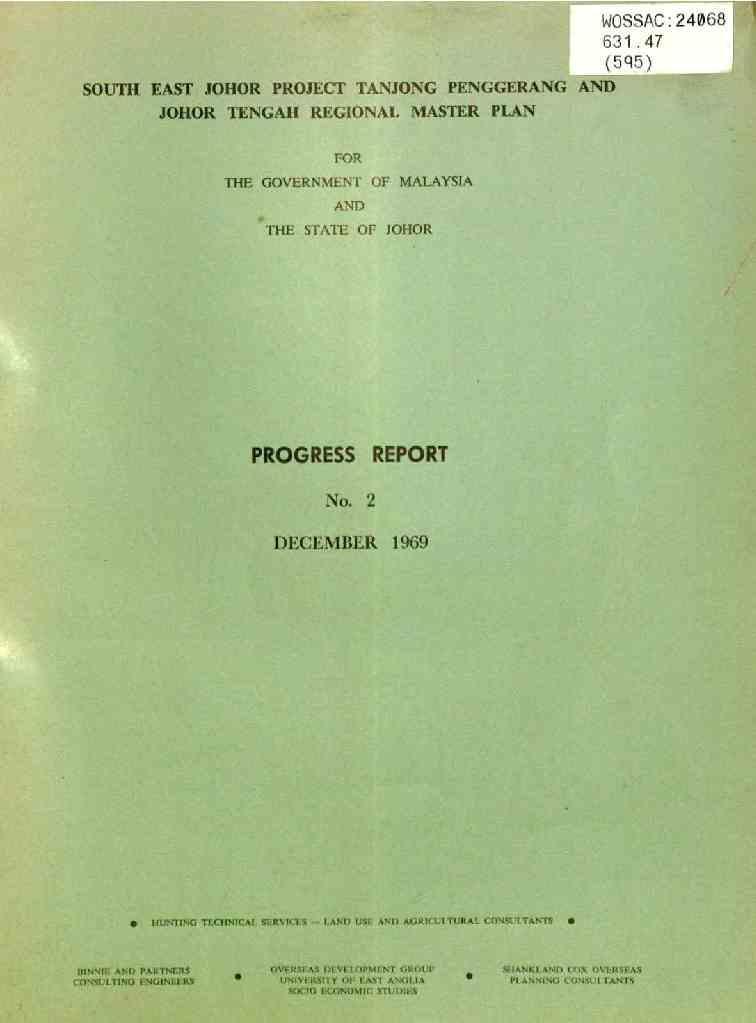 WOSSAC:24068
631.47
(595)
SOUTH EAST JOHOR PROJECT TANJONG PENGGERANG AND
JOHOR TENGAH REGIONAL MASTER PLAN
FOR
THE GOVERNMENT OF MALAYSIA
AND
THE STATE OF JOHOR
PROGRESS REPORT
No. 2
DECEMBER 1969
• HUNTING TECHNICAL SERVICES — LAND USE AND AGRICULTURAL CONSULTANTS •
BINNIE AND PARTNERS
CONSULTING ENGINEERS
•
OVERSEAS DEVELOPMENT GROUP
UNIVERSITY OF EAST ANGLIA
SOCIO ECONOMIC STUDIES
•
SHANKLAND COX OVERSEAS
PLANNING CONSULTANTS